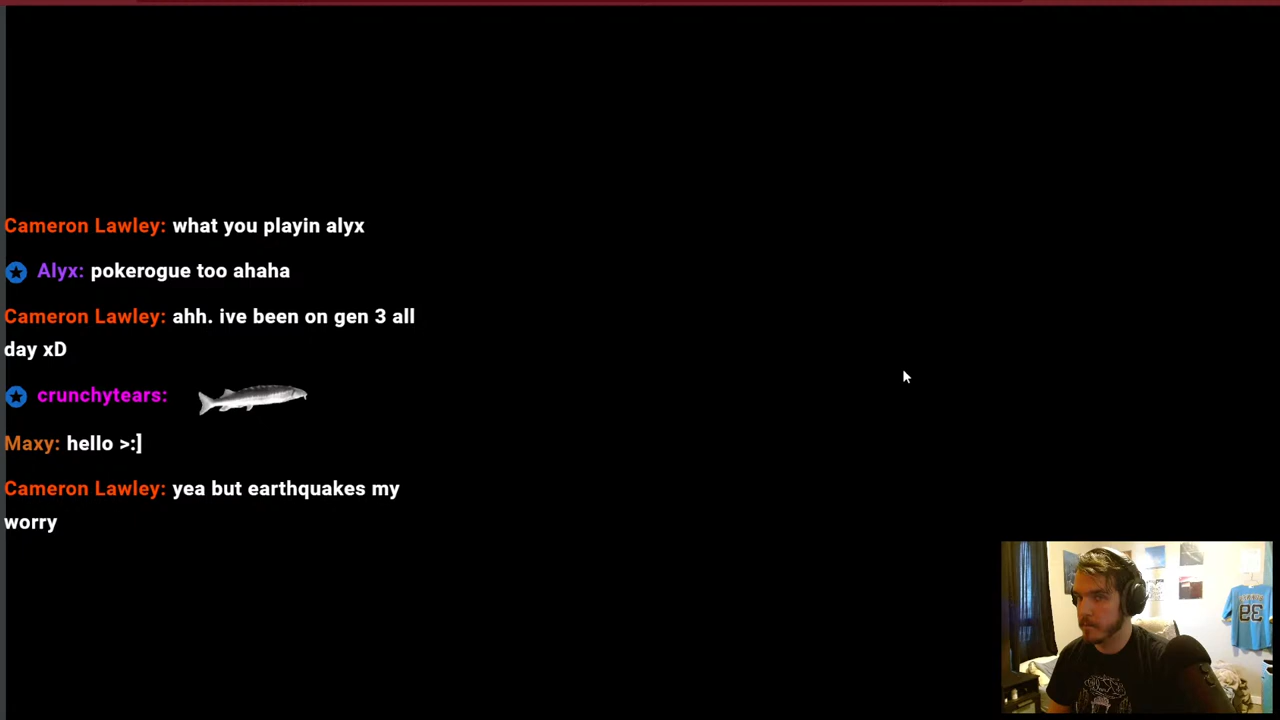 Cameron Lawley: what you playin alyx
Alyx: pokerogue too ahaha
Cameron Lawley: ahh. ive been on gen 3 all
day xD
crunchytears:
Maxy: hello >:]
Cameron Lawley: yea but earthquakes my
worry